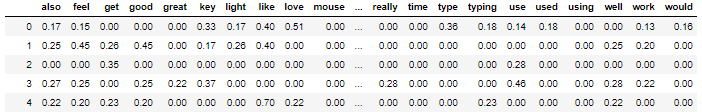 also feel get good great key light like love mouse ... really time type typing use used using well work would
0 0.17 0.15 0.00 0.00 0.00 0.33 0.17 0.40 0.51 0.00 ... 0.00 0.00 0.36 0.18 0.14 0.18 0.00 0.00 0.13 0.16
1 0.25 0.45 0.26 0.45 0.00 0.17 0.26 0.40 0.00 0.00 ... 0.00 0.00 0.00 0.00 0.00 0.00 0.00 0.25 0.20 0.00
2 0.00 0.00 0.35 0.00 0.00 0.00 0.00 0.00 0.00 0.00 ... 0.00 0.00 0.00 0.00 0.28 0.00 0.00 0.00 0.00 0.00
3 0.27 0.25 0.00 0.25 0.22 0.37 0.00 0.00 0.00 0.00 ... 0.28 0.00 0.00 0.00 0.46 0.00 0.00 0.28 0.22 0.00
4 0.22 0.20 0.23 0.20 0.00 0.00 0.00 0.70 0.22 0.00 ... 0.00 0.00 0.00 0.23 0.00 0.00 0.00 0.22 0.00 0.00